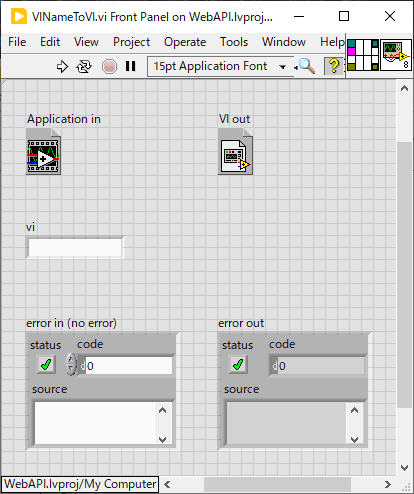 VINameToVI.vi Front Panel on WebAPI.lvproj...
File Edit View Project Operate Tools Window Help
15pt Application Font
?
8
Application in
VI out
vi
error in (no error)
error out
status code
d 0
source
status code
d 0
source
WebAPI.lvproj/My Computer